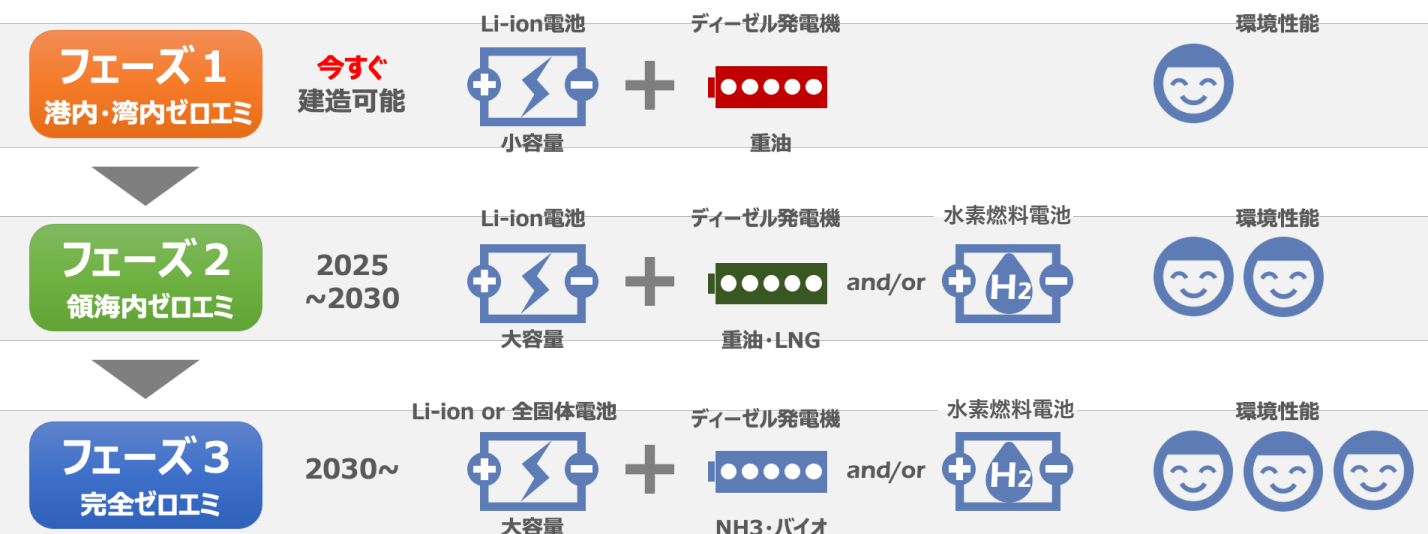 Li-ion電池
ディーゼル発電機
環境性能
フェーズ1
港内・湾内ゼロエミ
今すぐ
建造可能
小容量
重油
Li-ion電池
ディーゼル発電機
水素燃料電池
環境性能
フェーズ2
領海内ゼロエミ
2025
~2030
and/or
H2
大容量
重油・LNG
Li-ion or 全固体電池
ディーゼル発電機
水素燃料電池
環境性能
フェーズ3
完全ゼロエミ
2030~
and/or
H2
大容量
NH3・バイオ